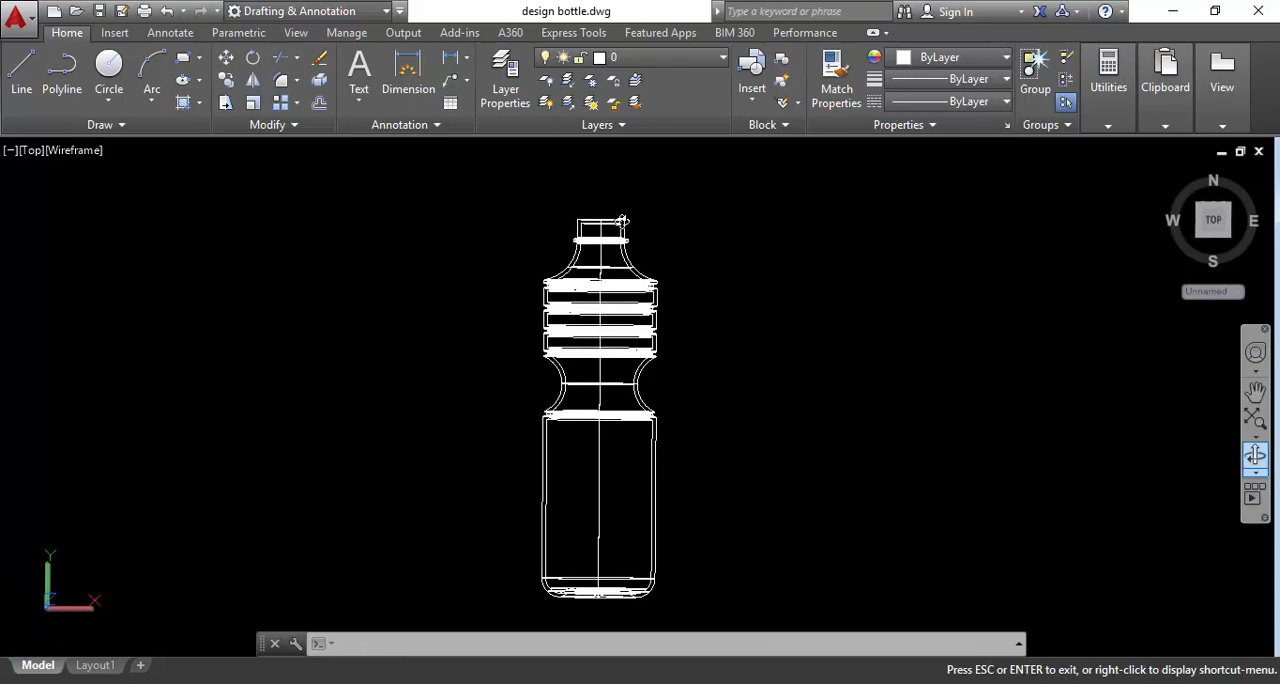 Drafting & Annotation
design bottle.dwg
Type a keyword or phrase
Sign In
Home Insert Annotate Parametric View Manage Output Add-ins A360 Express Tools Featured Apps BIM 360 Performance
Line Polyline Circle Arc
Text Dimension
Layer Properties
0
Insert
Match Properties
ByLayer
ByLayer
ByLayer
Group
Utilities
Clipboard
View
Draw Modify Annotation Layers Block Properties Groups
[−][Top][Wireframe]
N
W TOP E
S
Unnamed
Y
X
Model Layout1 +
Press ESC or ENTER to exit, or right-click to display shortcut-menu.